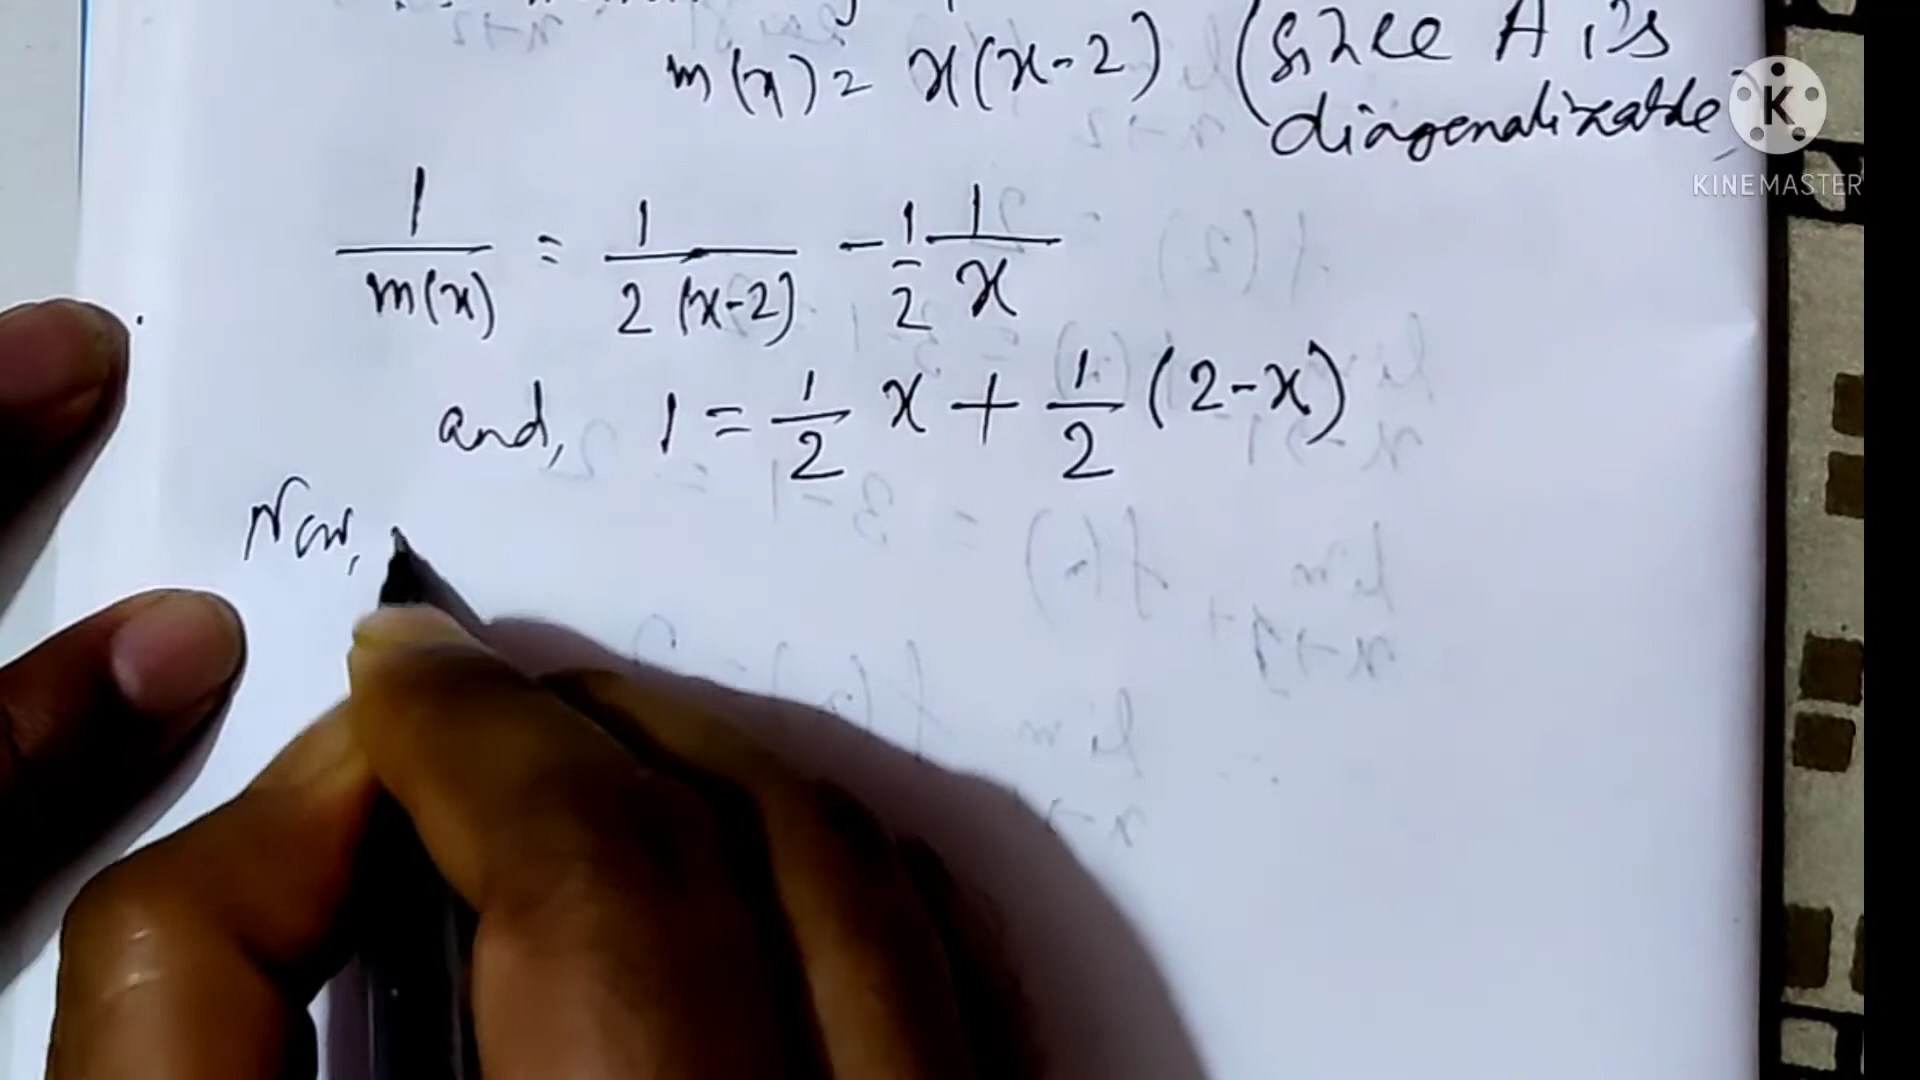 m(x) = x(x-2) (since A is
diagonalizable)
K
KINEMASTER
1/m(x) = 1/2(x-2) - 1/2 1/x
and, 1 = 1/2 x + 1/2 (2-x)
Now,